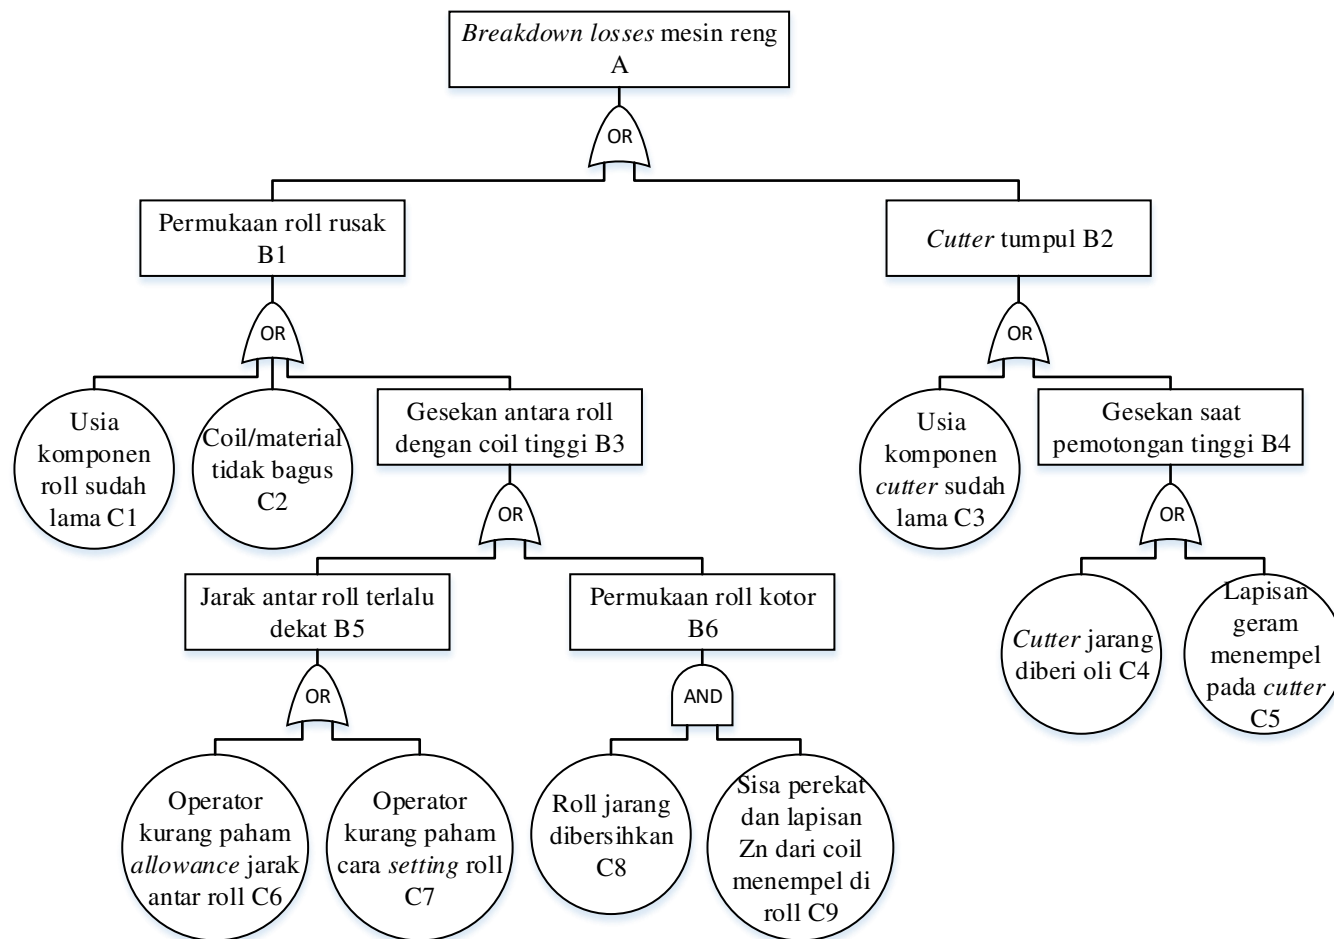 Breakdown losses mesin reng
A
OR
Permukaan roll rusak
B1
Cutter tumpul B2
OR
OR
Usia
komponen
roll sudah
lama C1
Coil/material
tidak bagus
C2
Gesekan antara roll
dengan coil tinggi B3
Usia
komponen
cutter sudah
lama C3
Gesekan saat
pemotongan tinggi B4
OR
OR
Jarak antar roll terlalu
dekat B5
Permukaan roll kotor
B6
Cutter jarang
diberi oli C4
Lapisan
geram
menempel
pada cutter
C5
OR
AND
Operator
kurang paham
allowance jarak
antar roll C6
Operator
kurang paham
cara setting roll
C7
Roll jarang
dibersihkan
C8
Sisa perekat
dan lapisan
Zn dari coil
menempel di
roll C9